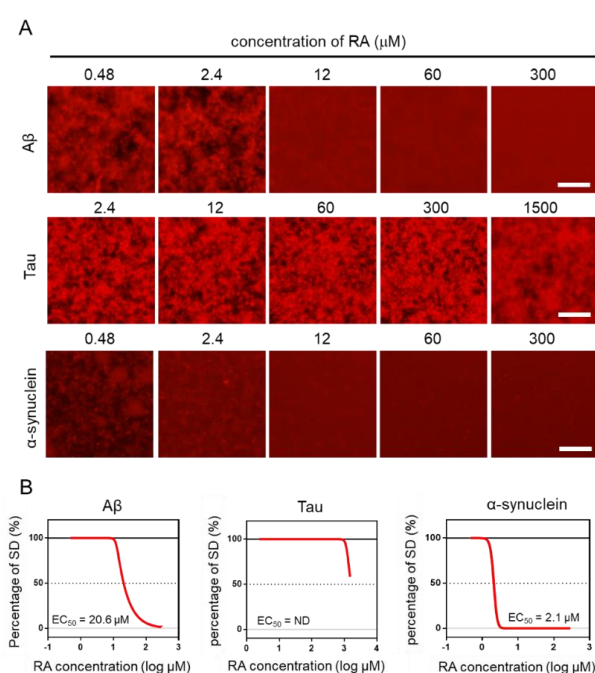 A
concentration of RA (μM)
0.48 2.4 12 60 300
Aβ
2.4 12 60 300 1500
Tau
0.48 2.4 12 60 300
α-synuclein
B
Aβ Tau α-synuclein
Percentage of SD (%)
100
50
0
EC50 = 20.6 μM
-1 0 1 2 3
RA concentration (log μM)
Percentage of SD (%)
100
50
0
EC50 = ND
0 1 2 3 4
RA concentration (log μM)
percentage of SD (%)
100
50
0
EC50 = 2.1 μM
-1 0 1 2 3
RA concentration (log μM)